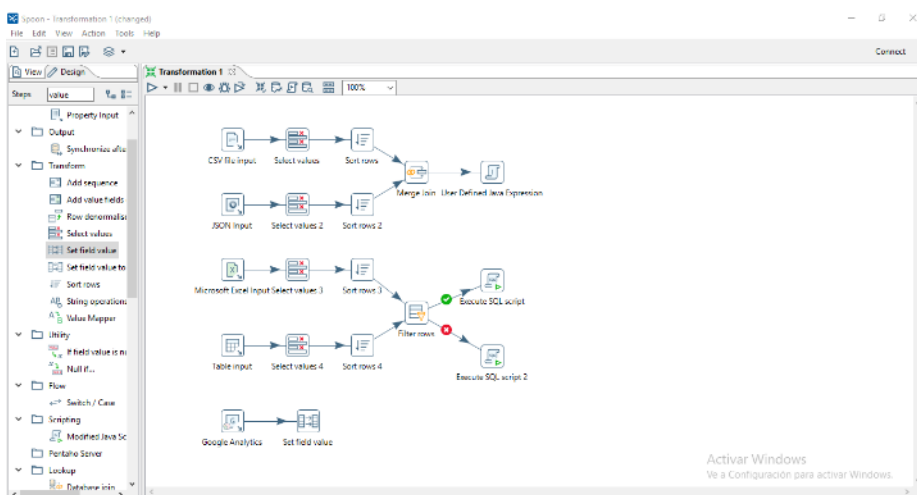 Spoon - Transformation 1 (changed)
File Edit View Action Tools Help
Connect
View Design
Transformation 1
Steps value
100%
Property Input
Output
Synchronize afte
Transform
Add sequence
Add value fields
Row denormalis
Select values
Set field value
Set field value to
Sort rows
String operations
Value Mapper
Utility
If field value is nu
Null if...
Flow
Switch / Case
Scripting
Modified Java Sc
Pentaho Server
Lookup
Database join
CSV file input Select values Sort rows
Merge Join User Defined Java Expression
JSON Input Select values 2 Sort rows 2
Microsoft Excel Input Select values 3 Sort rows 3
Execute SQL script
Filter rows
Table input Select values 4 Sort rows 4
Execute SQL script 2
Google Analytics Set field value
Activar Windows
Ve a Configuración para activar Windows.